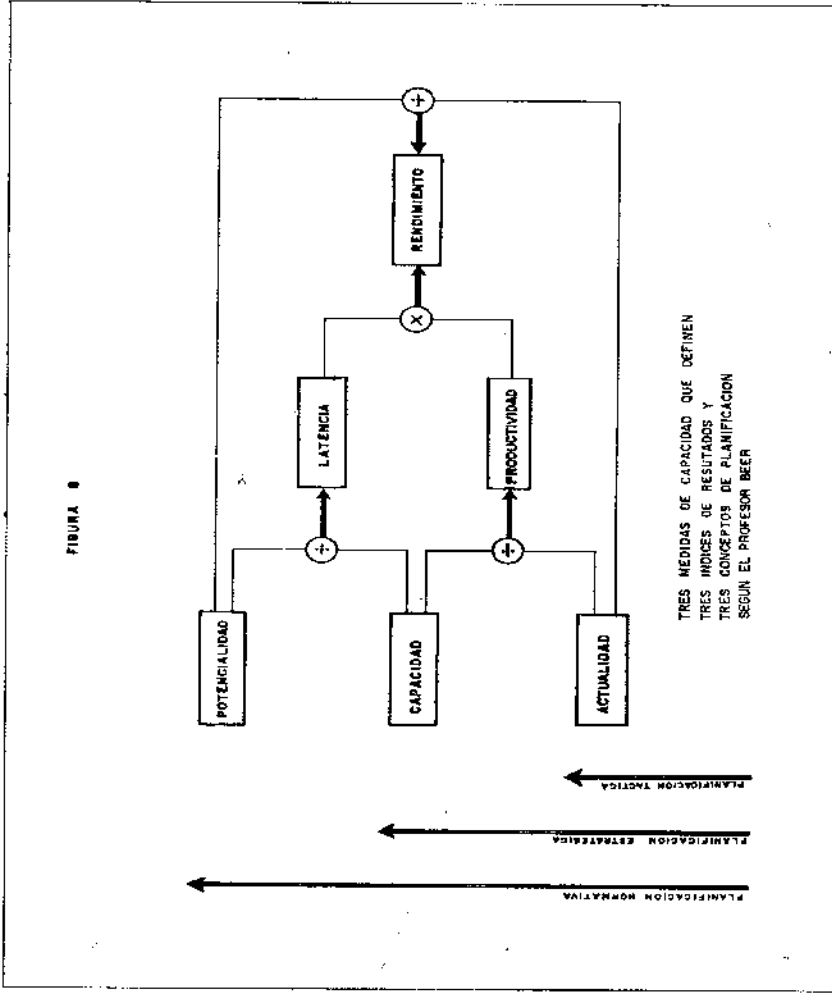 FIGURA 8
POTENCIALIDAD
CAPACIDAD
ACTUALIDAD
÷
÷
LATENCIA
PRODUCTIVIDAD
X
RENDIMIENTO
÷
PLANIFICACION NORMATIVA
PLANIFICACION ESTRATEGICA
PLANIFICACION TACTICA
TRES MEDIDAS DE CAPACIDAD QUE DEFINEN
TRES INDICES DE RESUTADOS Y
TRES CONCEPTOS DE PLANIFICACION
SEGUN EL PROFESOR BEER